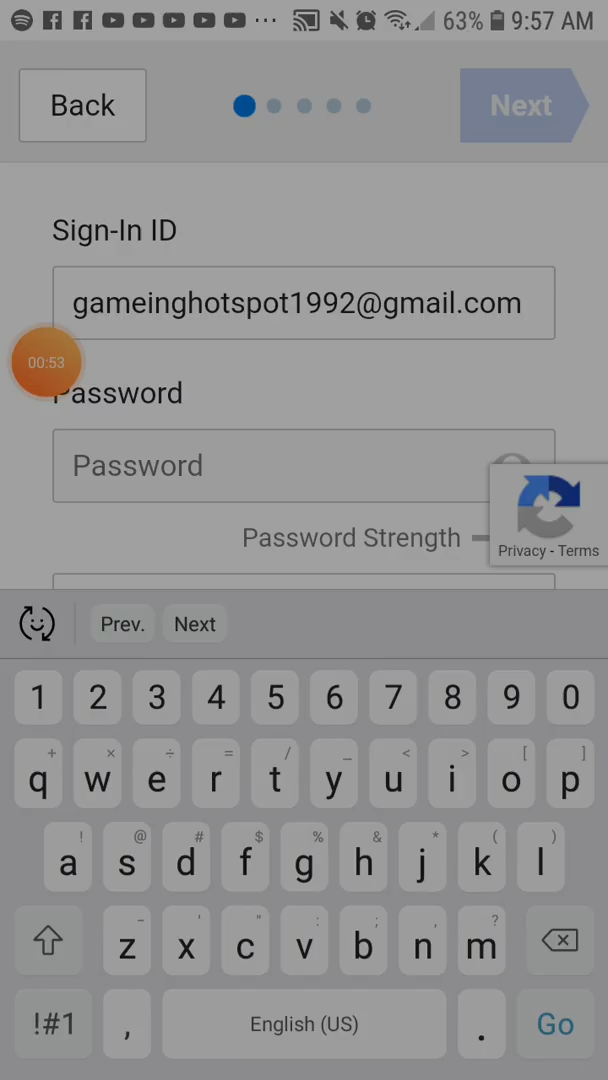 63% 9:57 AM
Back
Next
Sign-In ID
gameinghotspot1992@gmail.com
00:53
Password
Password
Password Strength
Privacy - Terms
Prev. Next
1 2 3 4 5 6 7 8 9 0
+ × ÷ = / _ < > [ ]
q w e r t y u i o p
! @ # $ % & * ( )
a s d f g h j k l
- ' " : ; , ?
z x c v b n m
!#1 , English (US) . Go